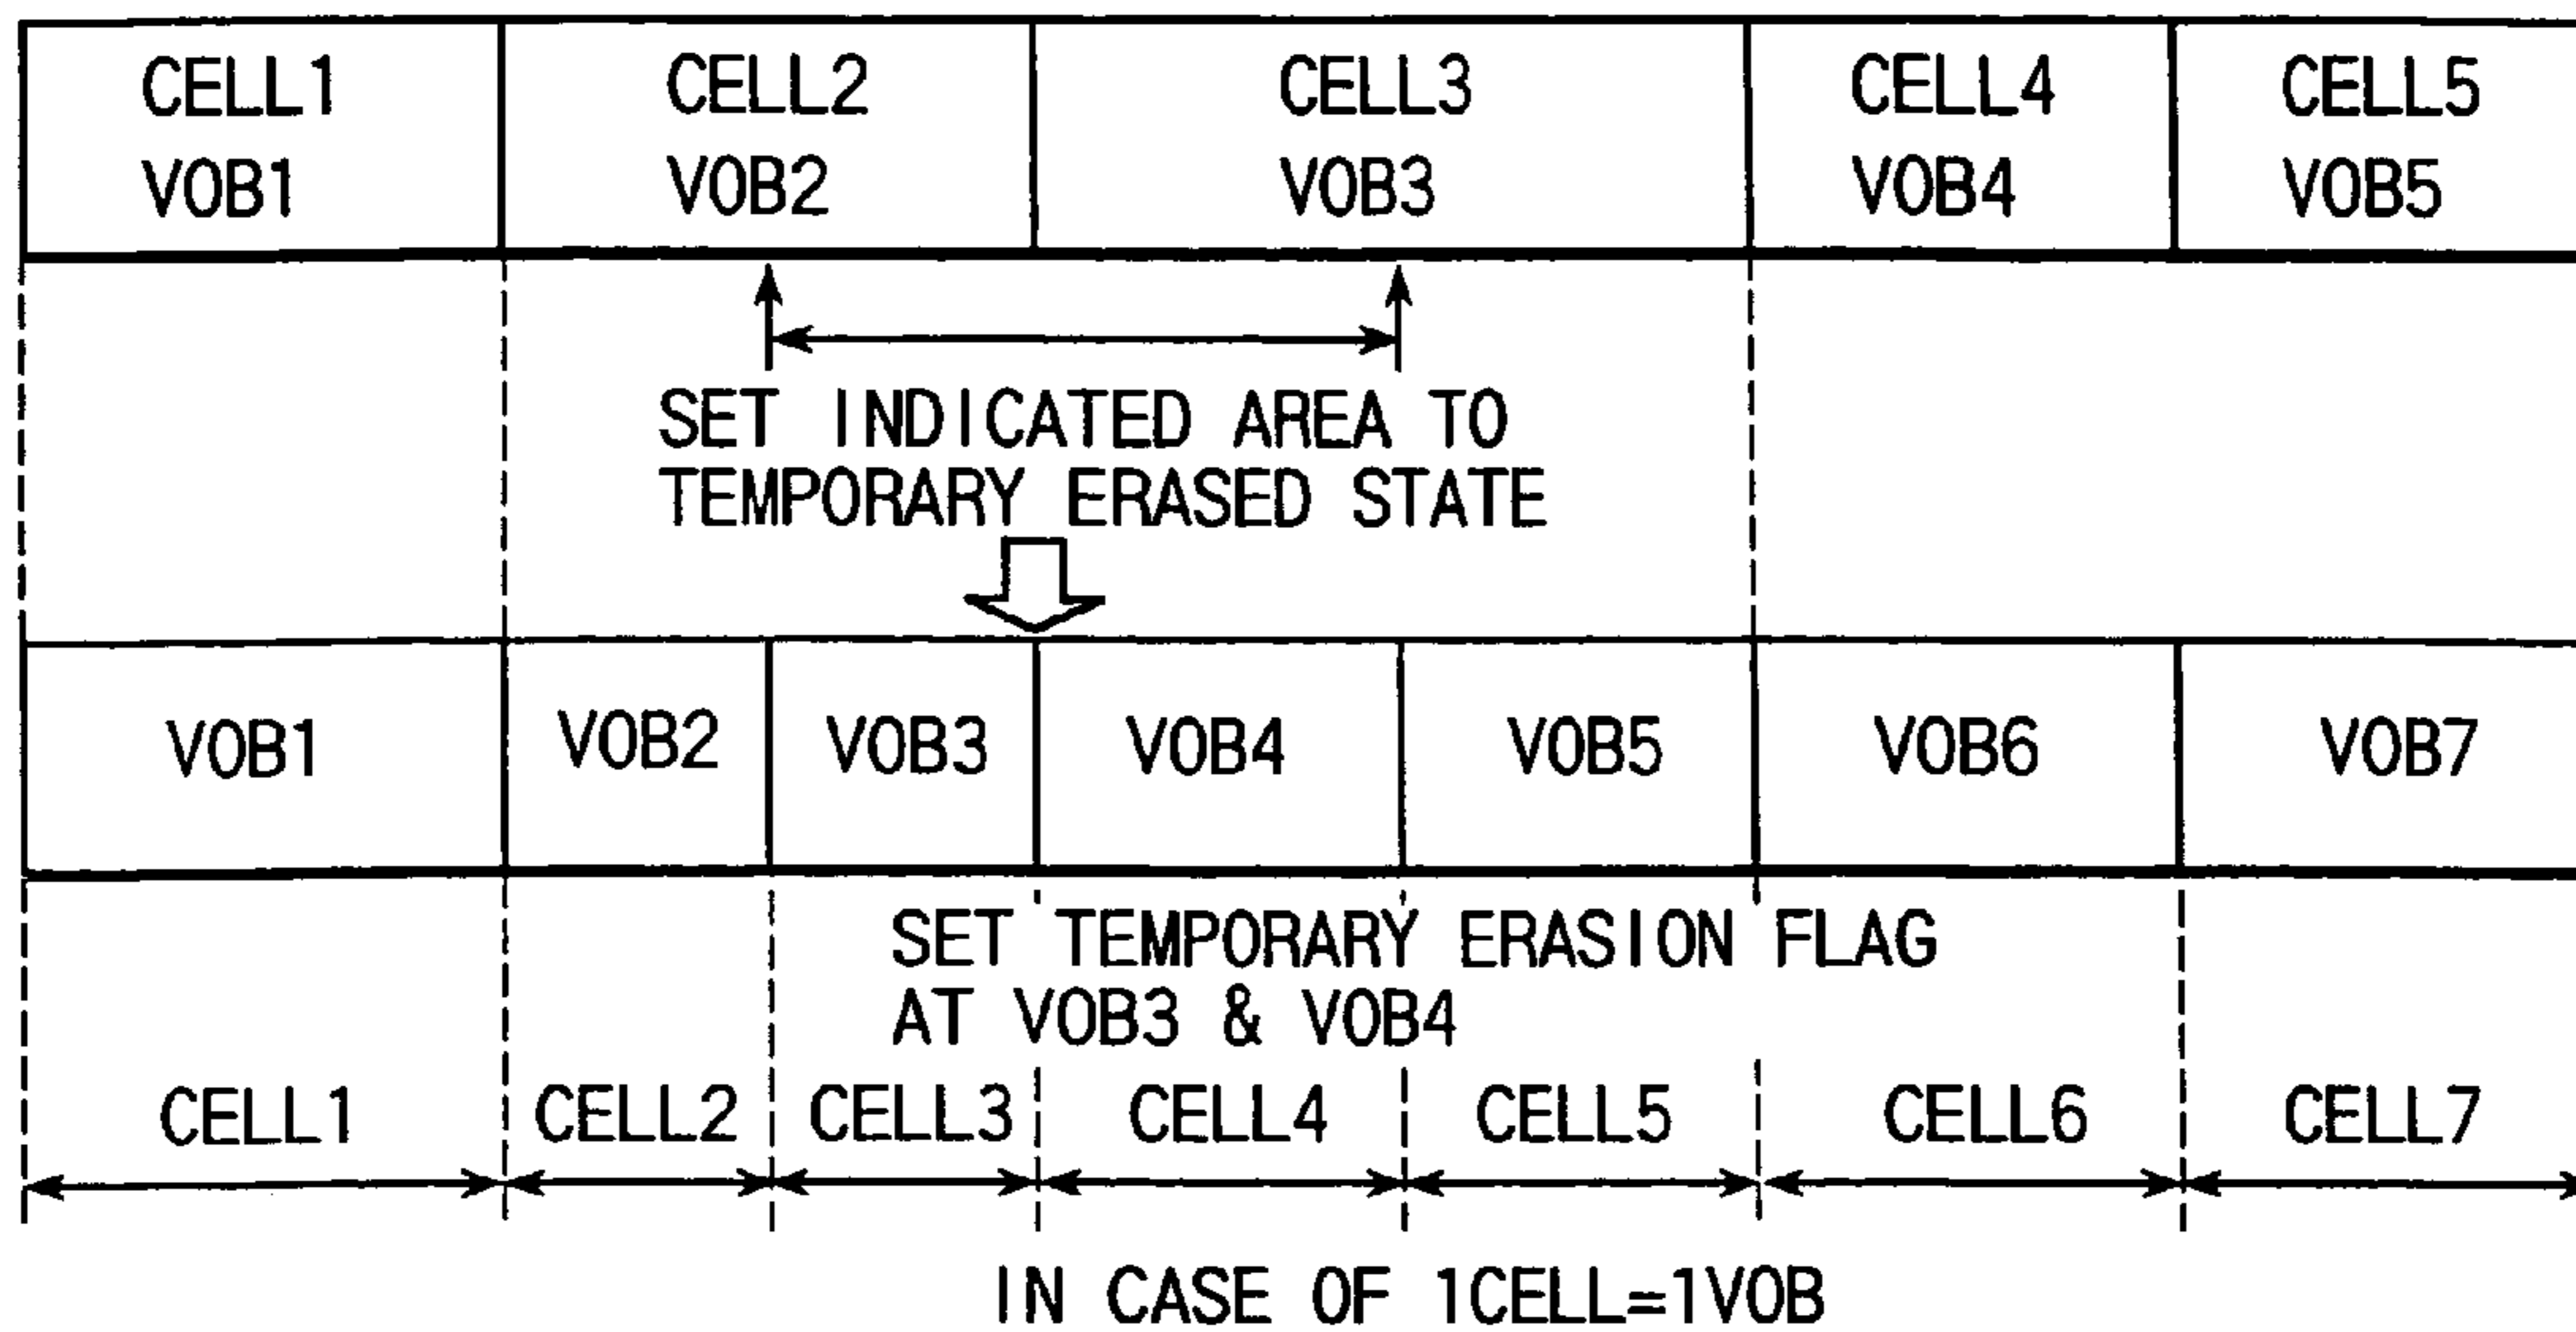 CELL1 CELL2 CELL3 CELL4 CELL5
VOB1 VOB2 VOB3 VOB4 VOB5
SET INDICATED AREA TO
TEMPORARY ERASED STATE
VOB1 VOB2 VOB3 VOB4 VOB5 VOB6 VOB7
SET TEMPORARY ERASION FLAG
AT VOB3 & VOB4
CELL1 CELL2 CELL3 CELL4 CELL5 CELL6 CELL7
IN CASE OF 1CELL=1VOB